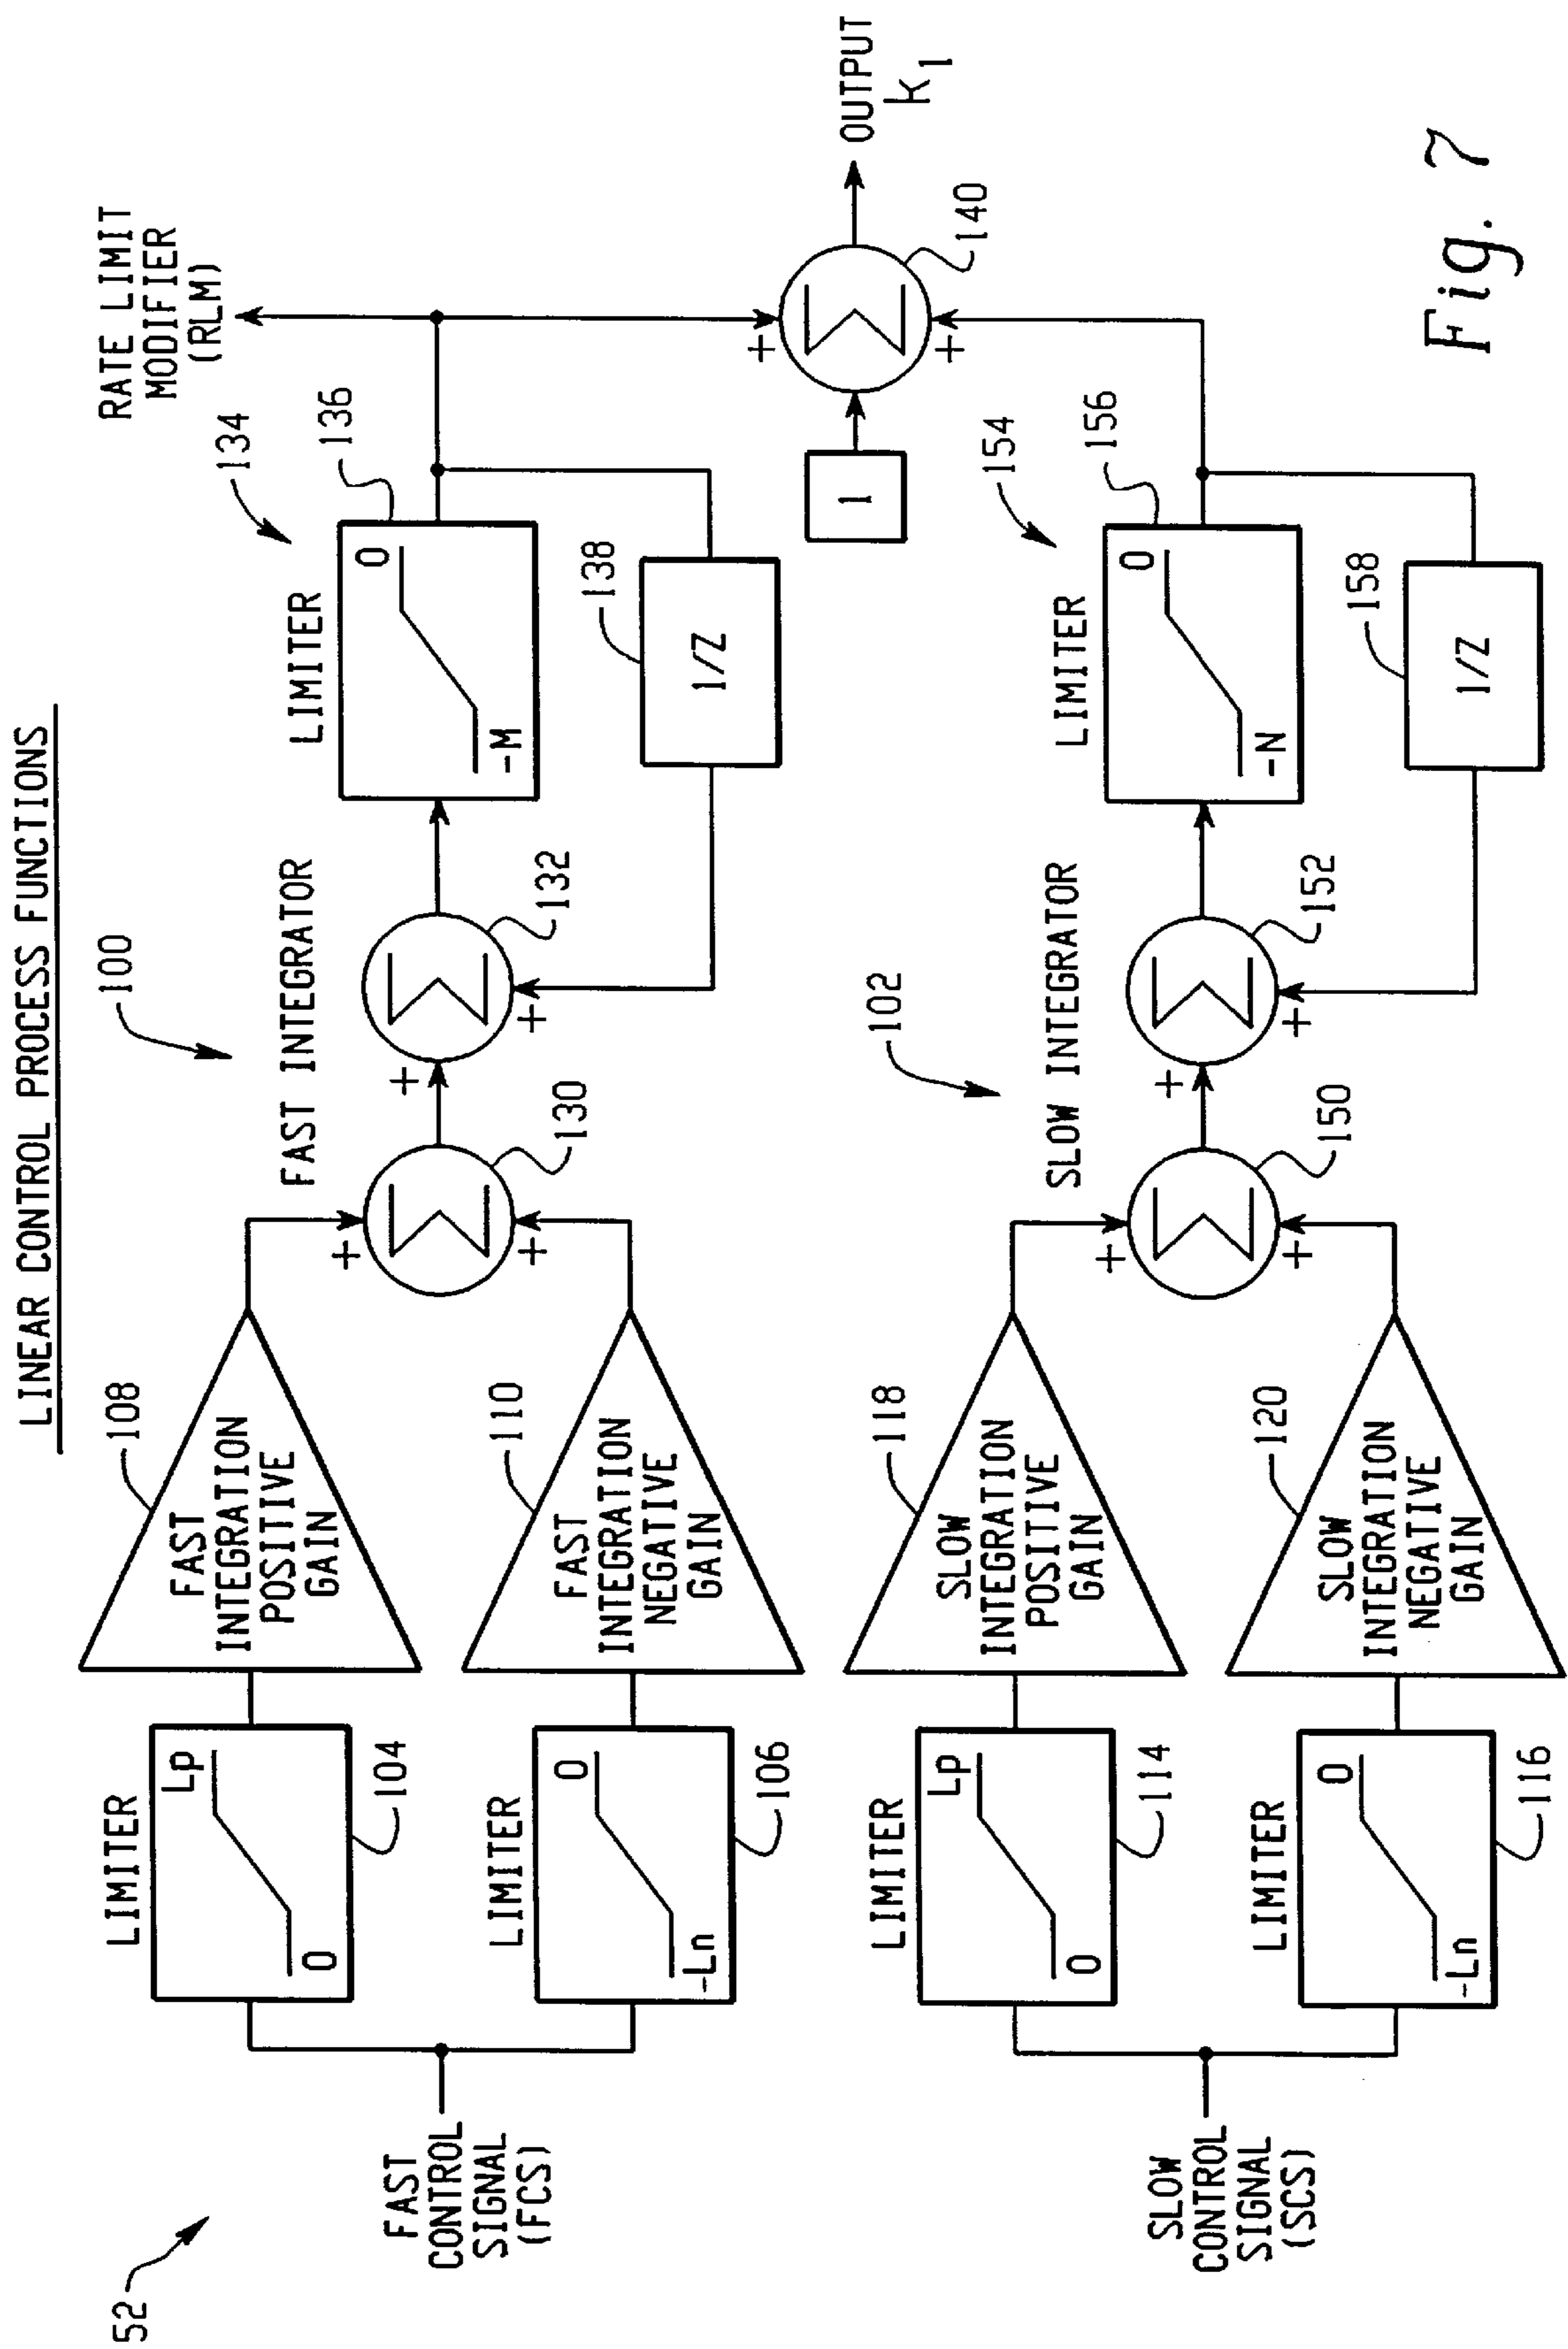 LINEAR CONTROL PROCESS FUNCTIONS
52
100
FAST
CONTROL
SIGNAL
(FCS)
LIMITER
Lp
0
104
LIMITER
0
-Ln
106
108
FAST
INTEGRATION
POSITIVE
GAIN
110
FAST
INTEGRATION
NEGATIVE
GAIN
+
+
Σ
130
FAST INTEGRATOR
+
+
Σ
132
LIMITER
134
136
0
-M
138
1/Z
RATE LIMIT
MODIFIER
(RLM)
1
+
+
Σ
140
OUTPUT
k1
102
SLOW
CONTROL
SIGNAL
(SCS)
LIMITER
Lp
0
114
LIMITER
0
-Ln
116
118
SLOW
INTEGRATION
POSITIVE
GAIN
120
SLOW
INTEGRATION
NEGATIVE
GAIN
+
+
Σ
150
SLOW INTEGRATOR
+
+
Σ
152
LIMITER
154
156
0
-N
158
1/Z
Fig. 7